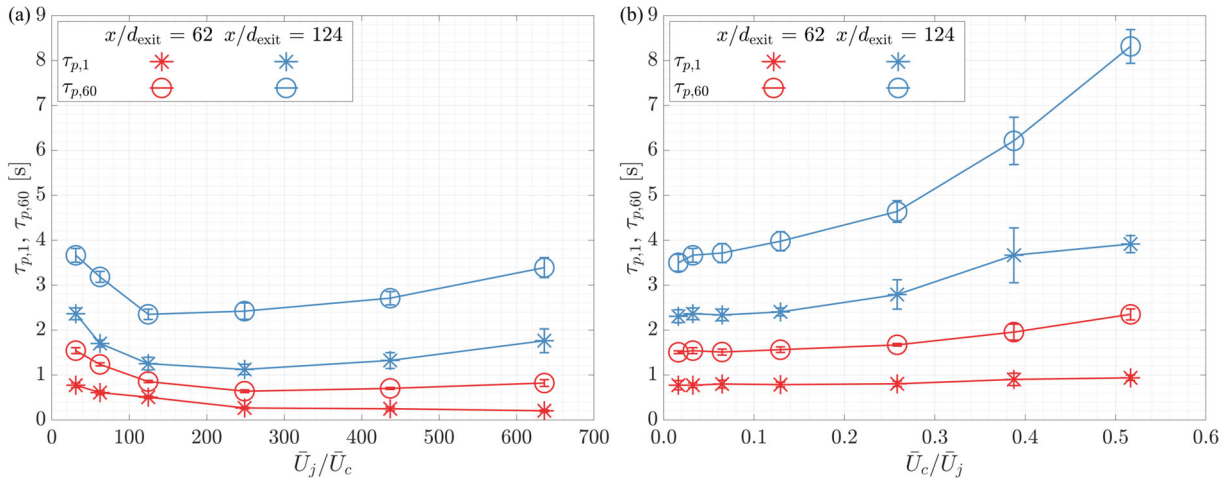 (a)
x/d_exit = 62 x/d_exit = 124
τ_p,1
τ_p,60
9
8
7
6
5
4
3
2
1
0
τ_p,1, τ_p,60 [s]
0 100 200 300 400 500 600 700
Ū_j/Ū_c
(b)
x/d_exit = 62 x/d_exit = 124
τ_p,1
τ_p,60
9
8
7
6
5
4
3
2
1
0
τ_p,1, τ_p,60 [s]
0.0 0.1 0.2 0.3 0.4 0.5 0.6
Ū_c/Ū_j